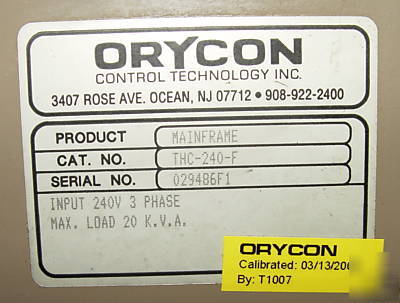 ORYCON
CONTROL TECHNOLOGY INC.
3407 ROSE AVE. OCEAN, NJ 07712 • 908-922-2400
PRODUCT MAINFRAME
CAT. NO. THC-240-F
SERIAL NO. 029486F1
INPUT 240V 3 PHASE
MAX. LOAD 20 K.V.A.
ORYCON
Calibrated:
By: T1007